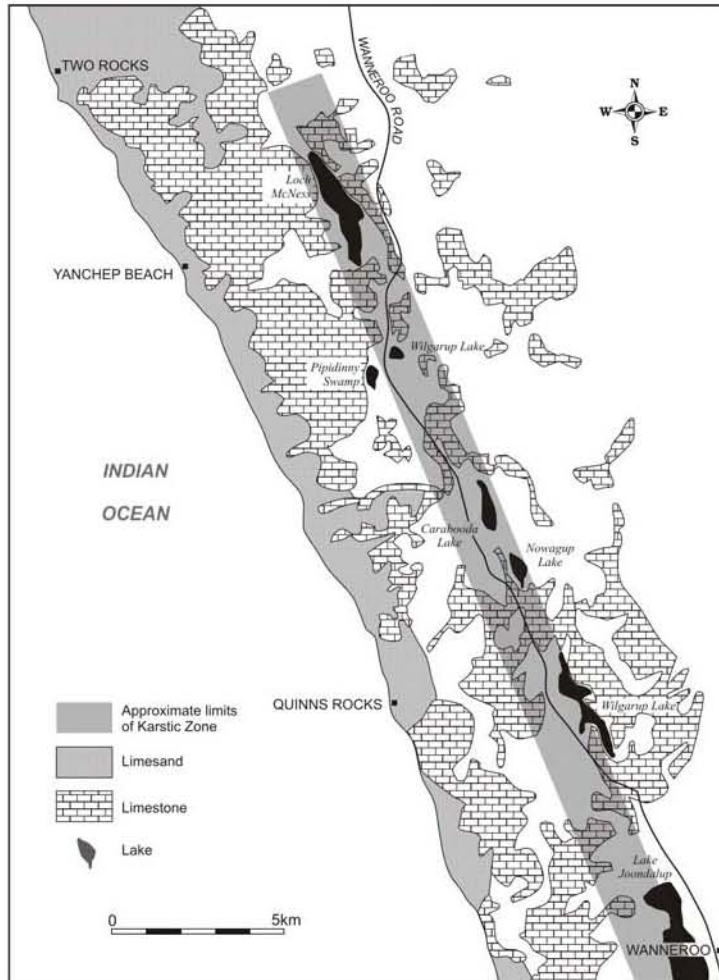 TWO ROCKS
WANNEROO ROAD
N
W E
S
Loch
McNess
YANCHEP BEACH
Wilgarup Lake
Pipidinny
Swamp
INDIAN
OCEAN
Carabooda
Lake
Nowagup
Lake
QUINNS ROCKS
Wilgarup Lake
Approximate limits
of Karstic Zone
Limesand
Limestone
Lake
Lake
Joondalup
0 5km
WANNEROO